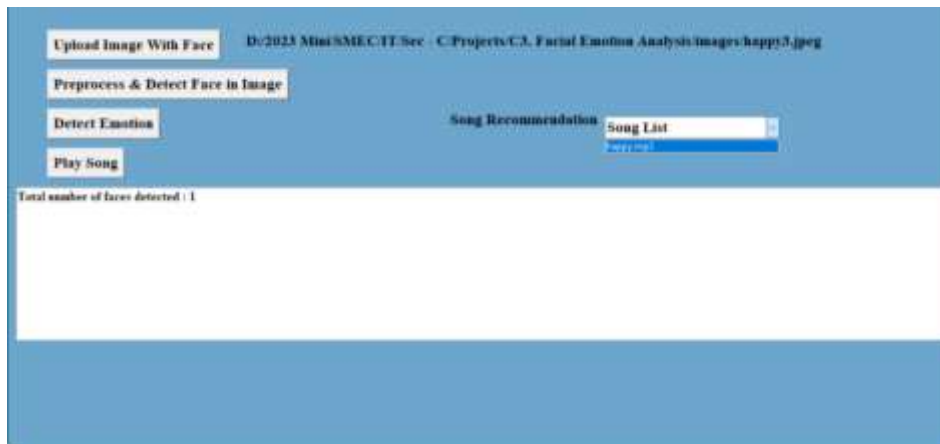 Upload Image With Face
D:/2023 Mini/SMEC/IT/Sec - C/Projects/C3. Facial Emotion Analysis/images/happy3.jpeg
Preprocess & Detect Face in Image
Detect Emotion
Song Recommendation
Song List
happy.mp3
Play Song
Total number of faces detected : 1